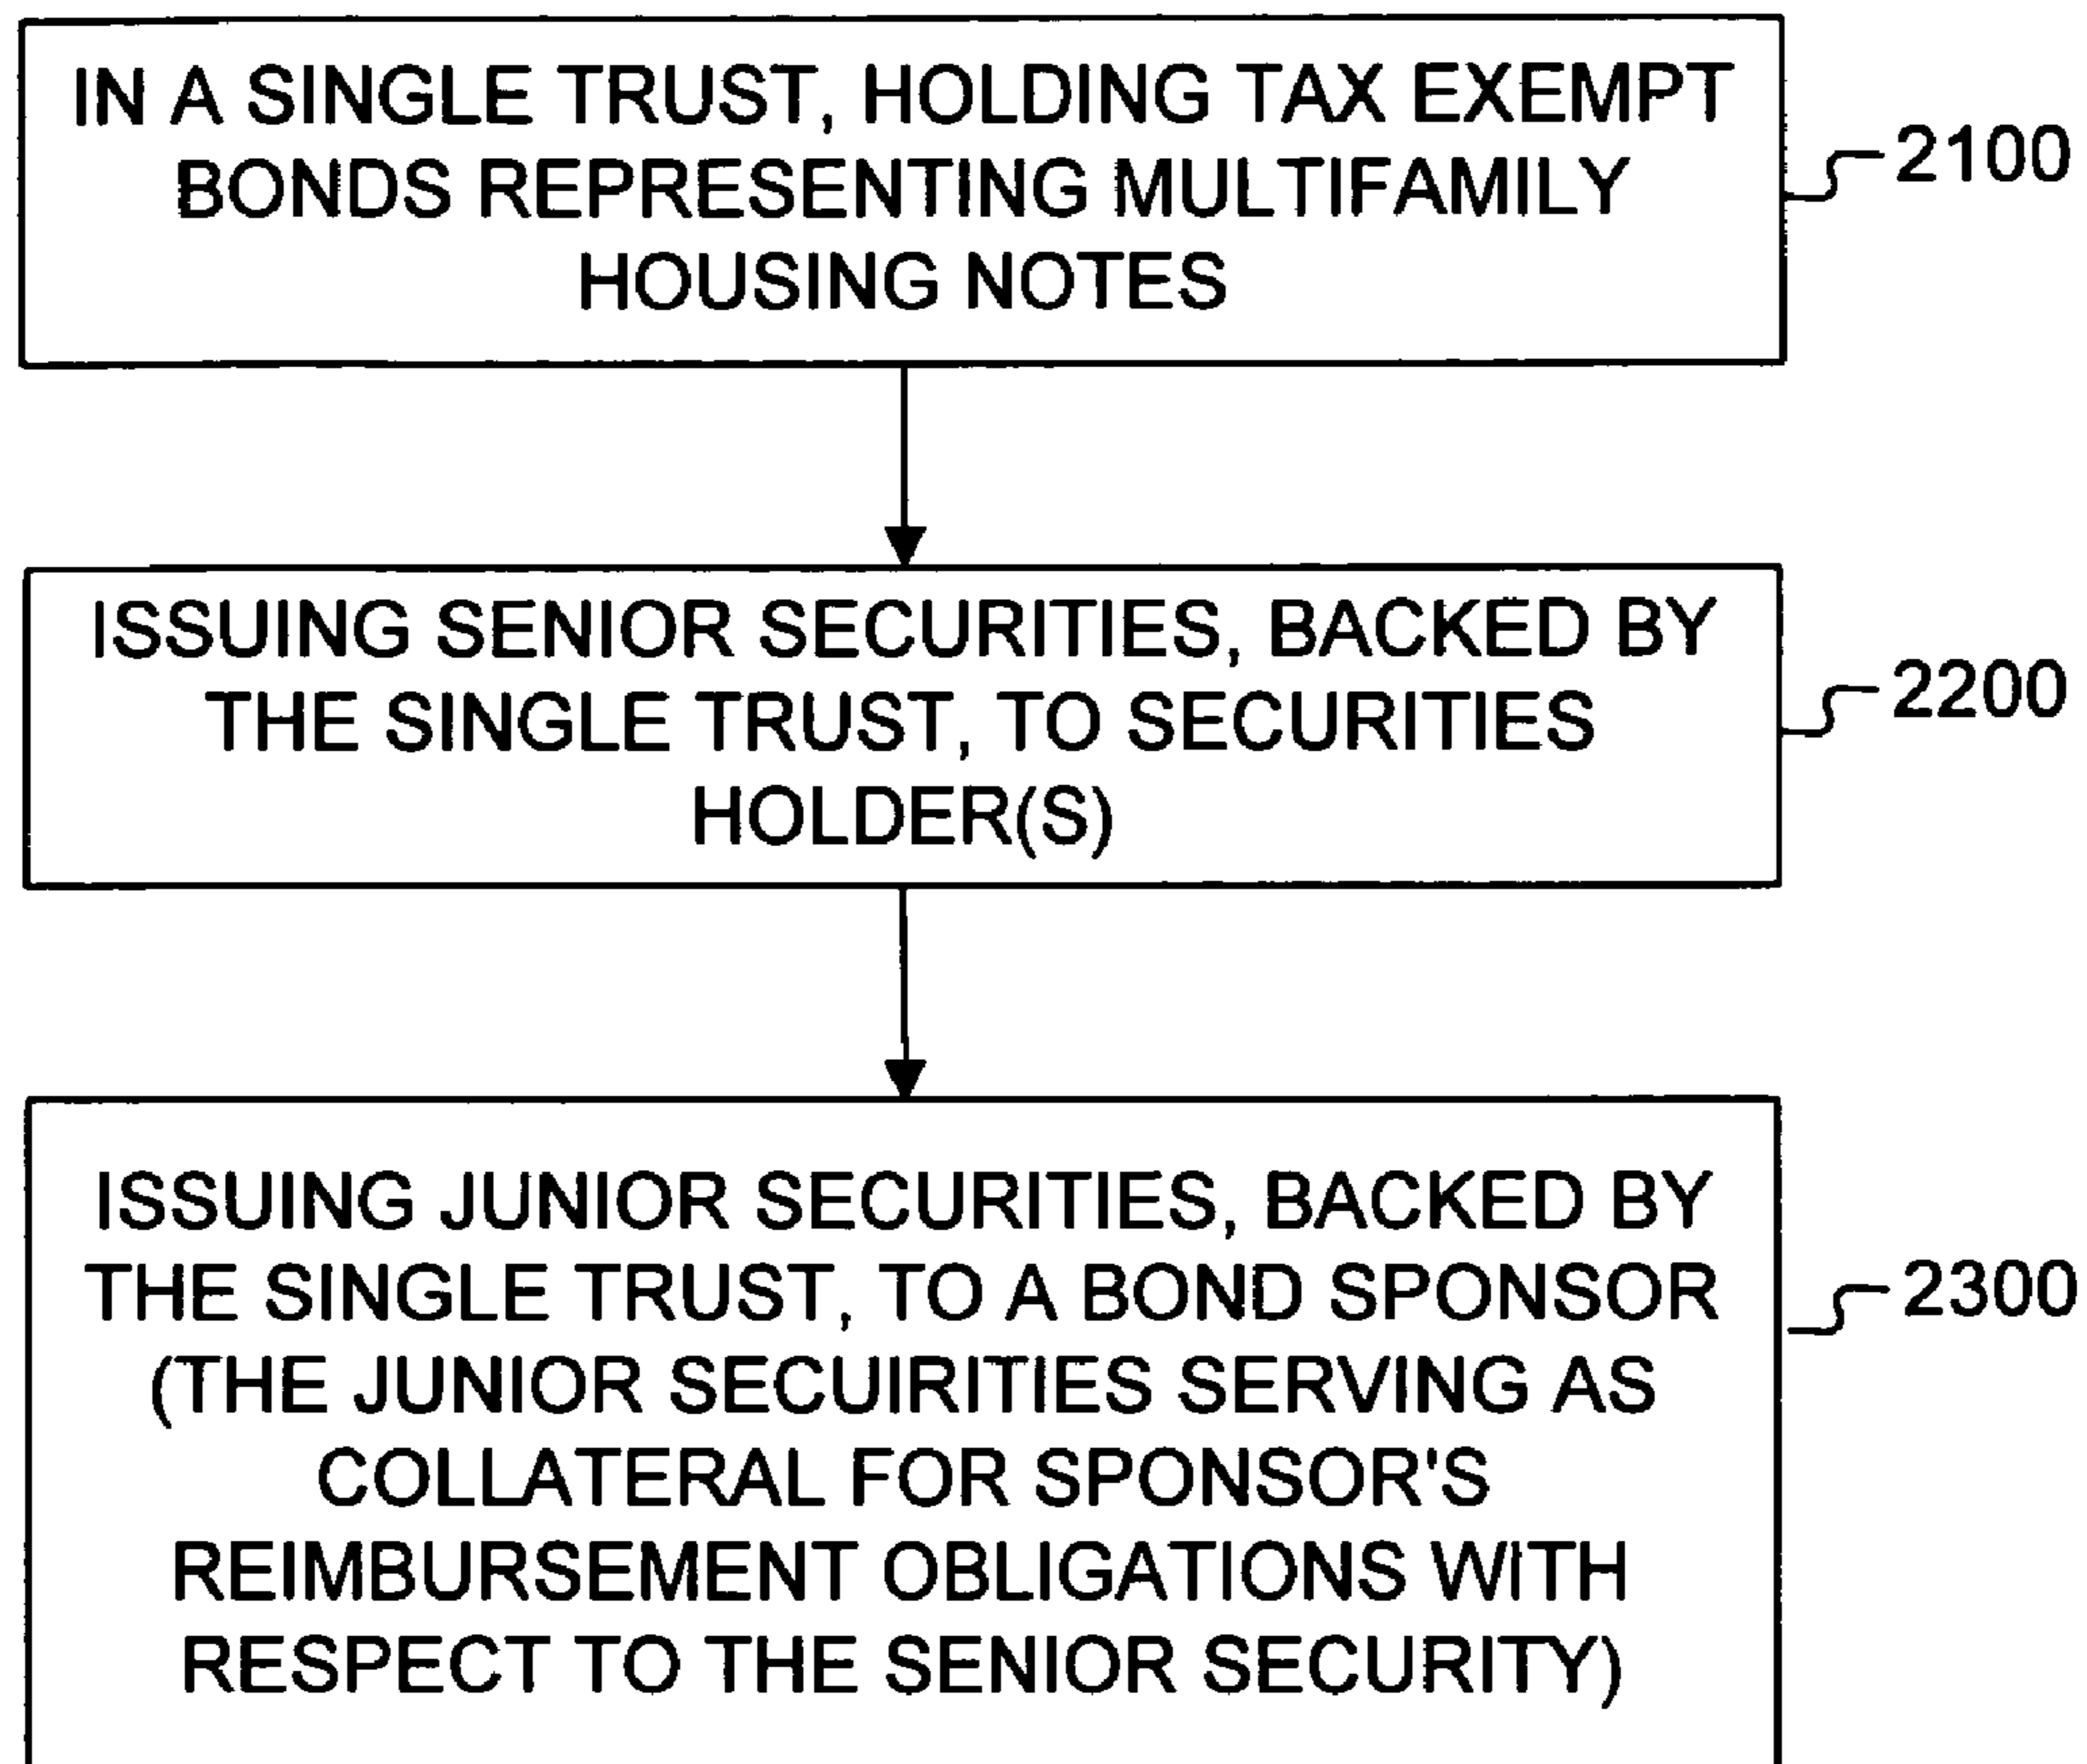 IN A SINGLE TRUST, HOLDING TAX EXEMPT
BONDS REPRESENTING MULTIFAMILY
HOUSING NOTES
2100
ISSUING SENIOR SECURITIES, BACKED BY
THE SINGLE TRUST, TO SECURITIES
HOLDER(S)
2200
ISSUING JUNIOR SECURITIES, BACKED BY
THE SINGLE TRUST, TO A BOND SPONSOR
(THE JUNIOR SECUIRITIES SERVING AS
COLLATERAL FOR SPONSOR'S
REIMBURSEMENT OBLIGATIONS WITH
RESPECT TO THE SENIOR SECURITY)
2300